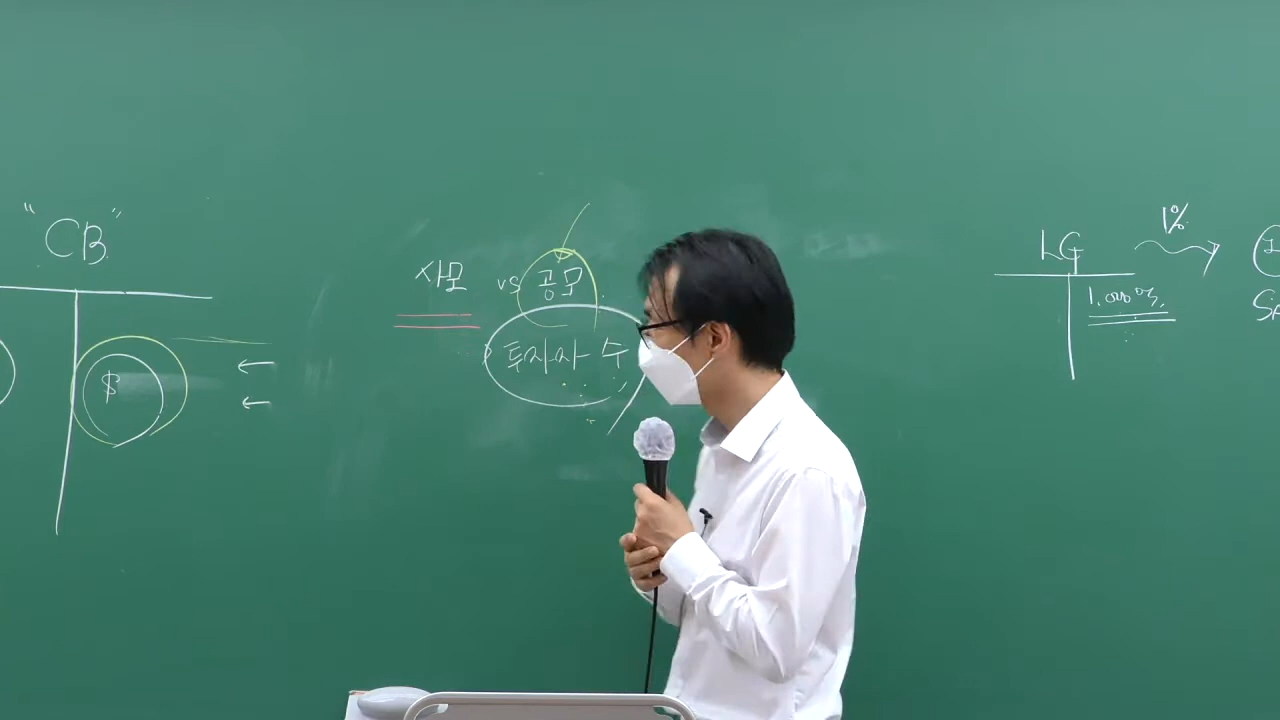 "CB"
$
사모 vs 공모
투자자 수
LG
1%
1,000억